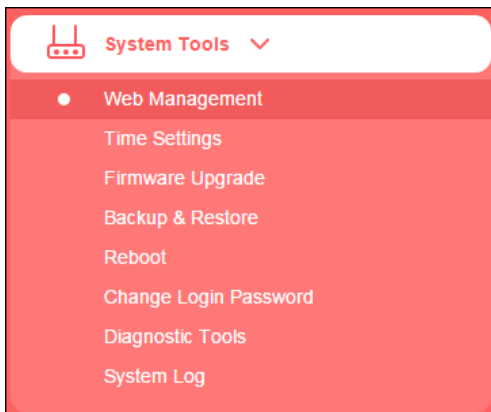 System Tools
Web Management
Time Settings
Firmware Upgrade
Backup & Restore
Reboot
Change Login Password
Diagnostic Tools
System Log